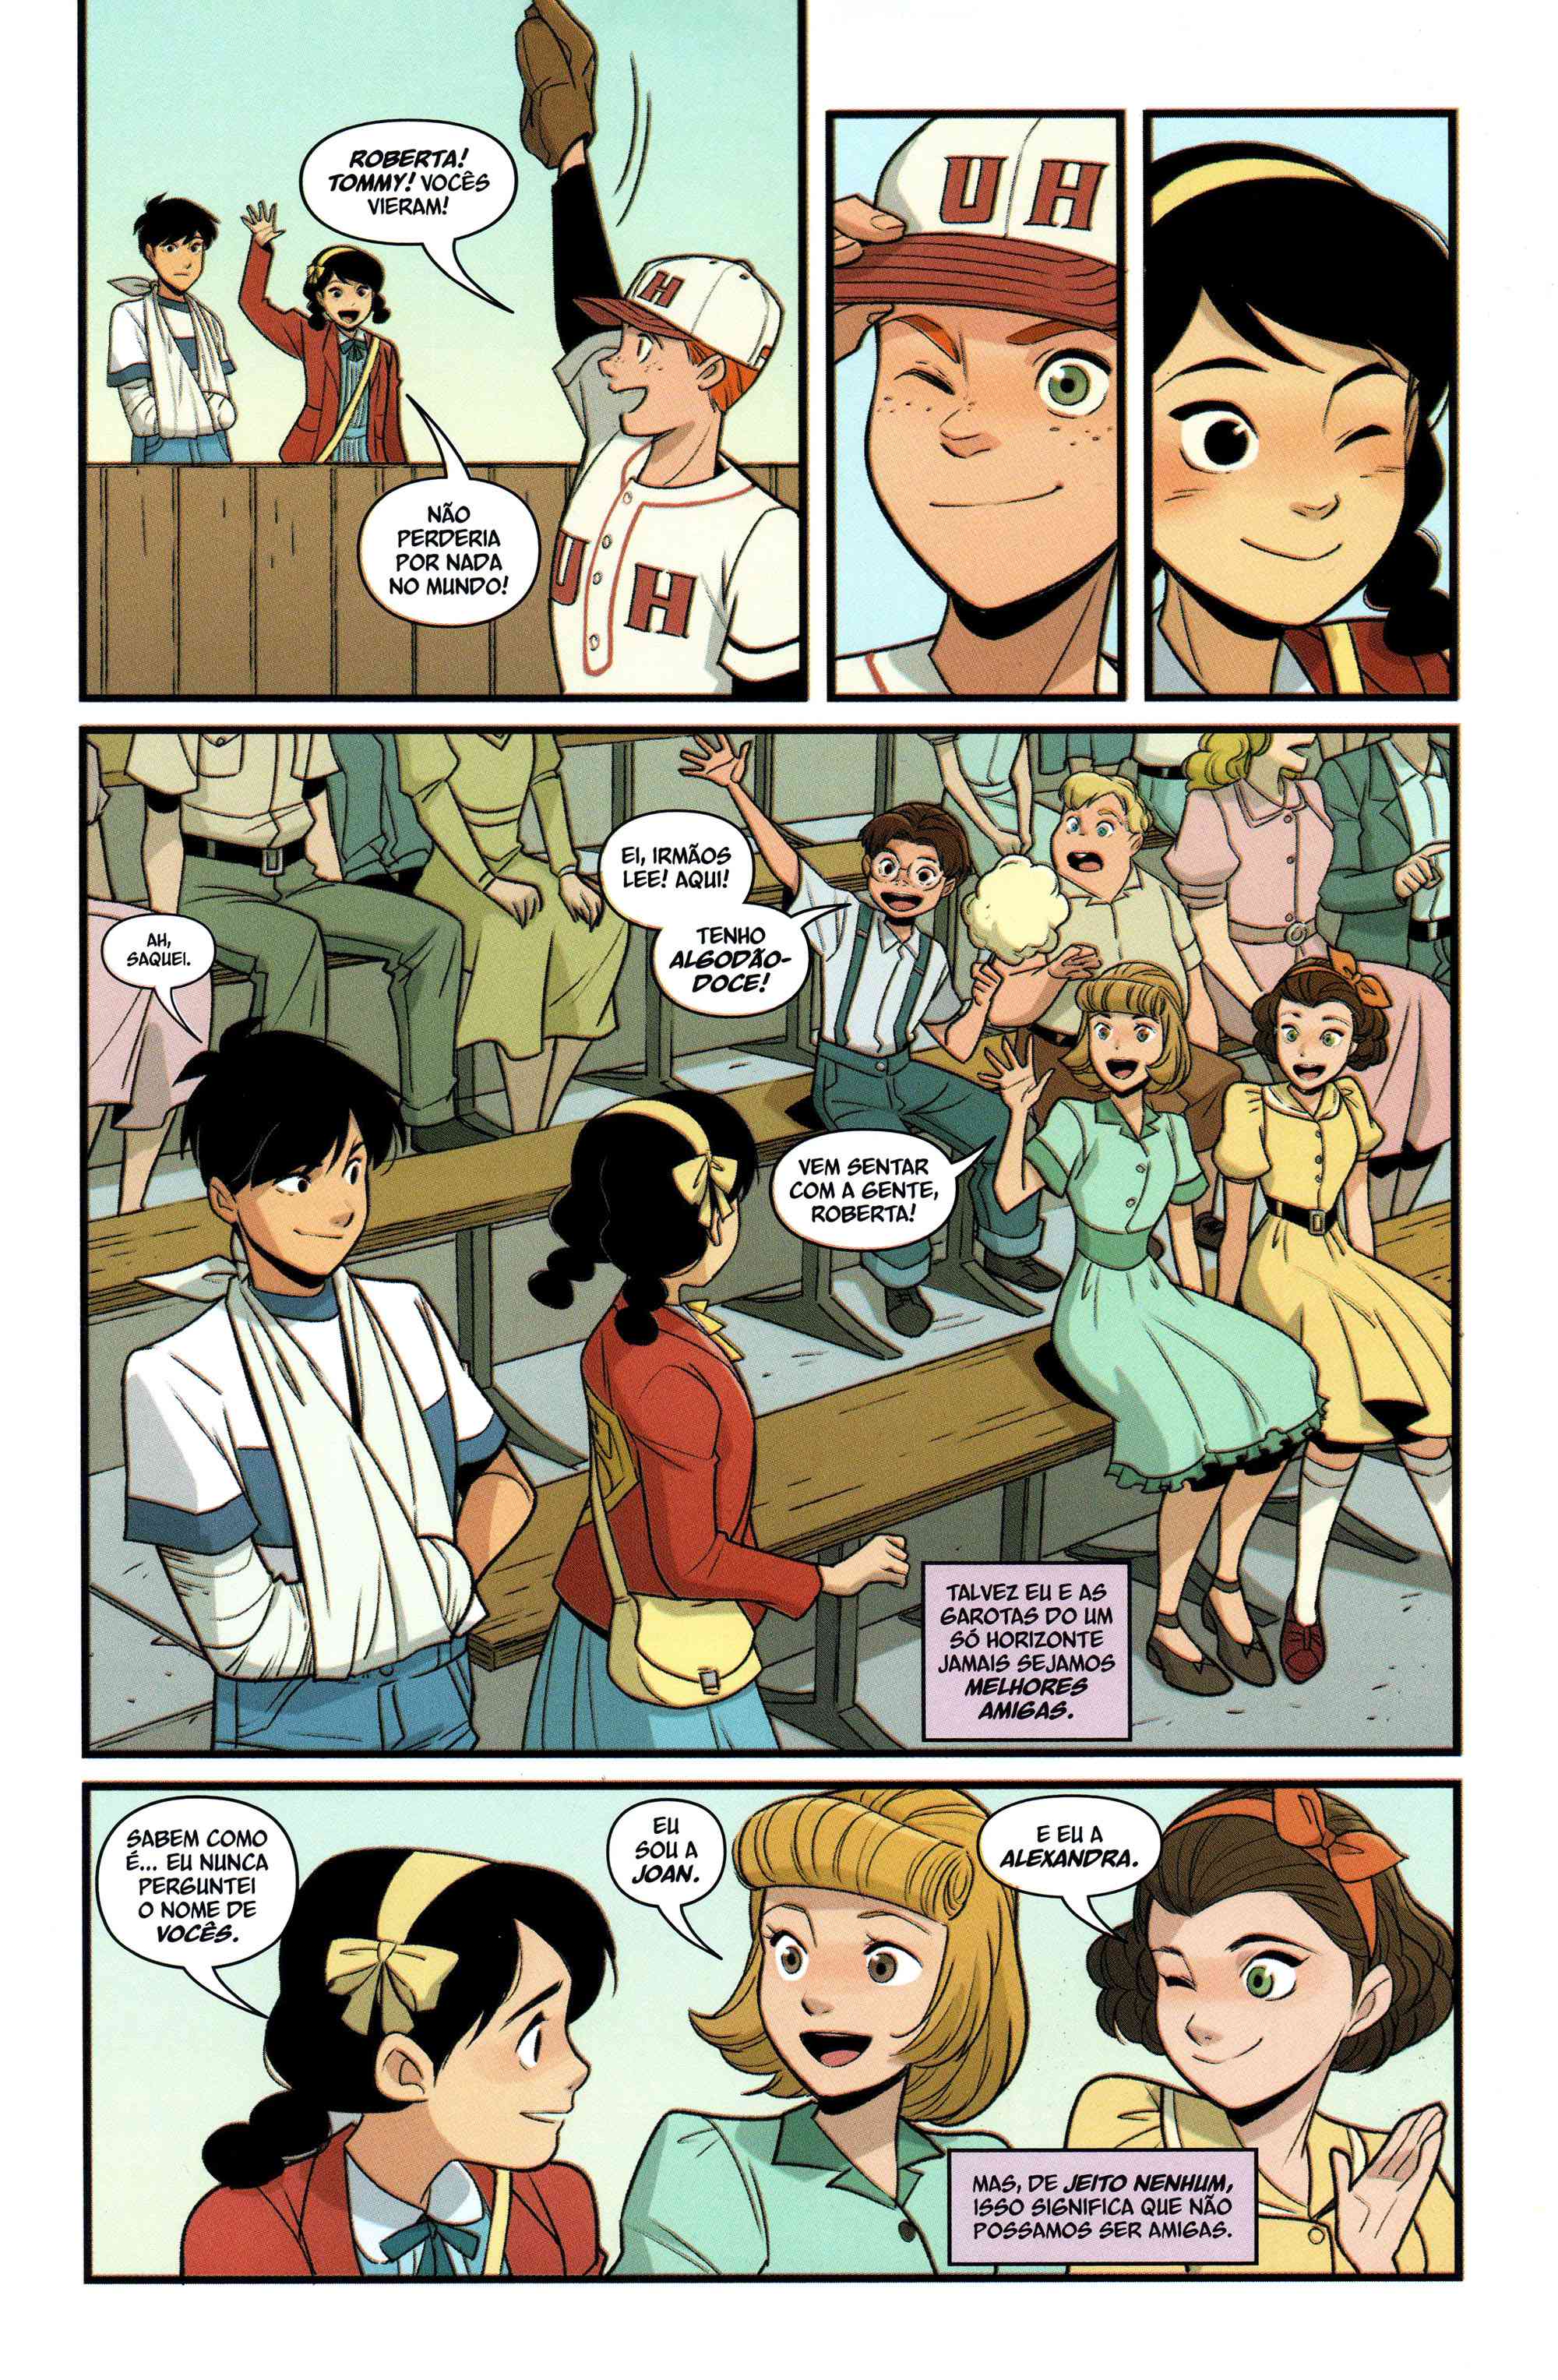 ROBERTA!
TOMMY! VOCÊS
VIERAM!
NÃO
PERDERIA
POR NADA
NO MUNDO!
H
U H
U H
EI, IRMÃOS
LEE! AQUI!
TENHO
ALGODÃO-
DOCE!
AH,
SAQUEI.
VEM SENTAR
COM A GENTE,
ROBERTA!
TALVEZ EU E AS
GAROTAS DO UM
SÓ HORIZONTE
JAMAIS SEJAMOS
MELHORES
AMIGAS.
SABEM COMO
É... EU NUNCA
PERGUNTEI
O NOME DE
VOCÊS.
EU
SOU A
JOAN.
E EU A
ALEXANDRA.
MAS, DE JEITO NENHUM,
ISSO SIGNIFICA QUE NÃO
POSSAMOS SER AMIGAS.